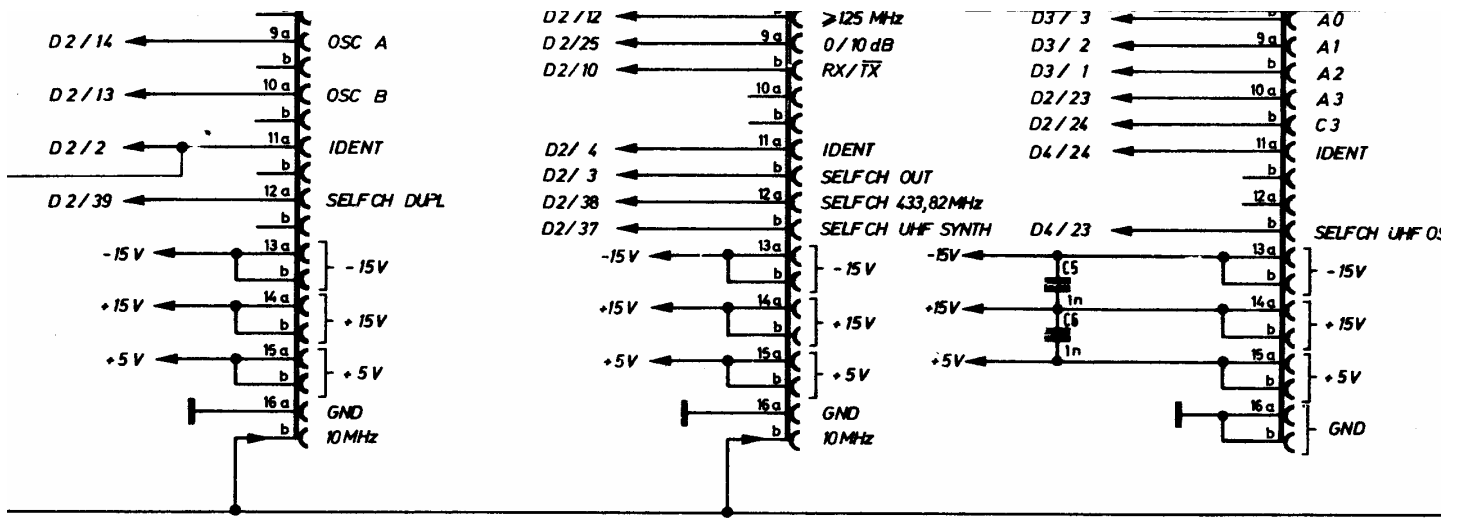 D2/14 9a OSC A
b
D2/13 10a OSC B
b
D2/2 11a IDENT
b
D2/39 12a SELFCH DUPL
b
-15V 13a
b - 15V
+15V 14a
b + 15V
+5V 15a
b + 5V
16a GND
b 10MHz
D2/12 ⩾125 MHz
D2/25 9a 0/10 dB
D2/10 b RX/T̅X̅
10a
b
D2/ 4 11a IDENT
D2/ 3 b SELFCH OUT
D2/38 12a SELFCH 433,82MHz
D2/37 b SELFCH UHF SYNTH
-15V 13a
b - 15V
+15V 14a
b + 15V
+5V 15a
b + 5V
16a GND
b 10MHz
D3/ 3 b A0
D3/ 2 9a A1
D3/ 1 b A2
D2/23 10a A3
D2/24 b C3
D4/24 11a IDENT
b
12a
D4/23 b SELFCH UHF
-15V 13a
C5
b - 15V
1n
+15V 14a
C6
b + 15V
1n
+5V 15a
b + 5V
16a
b GND